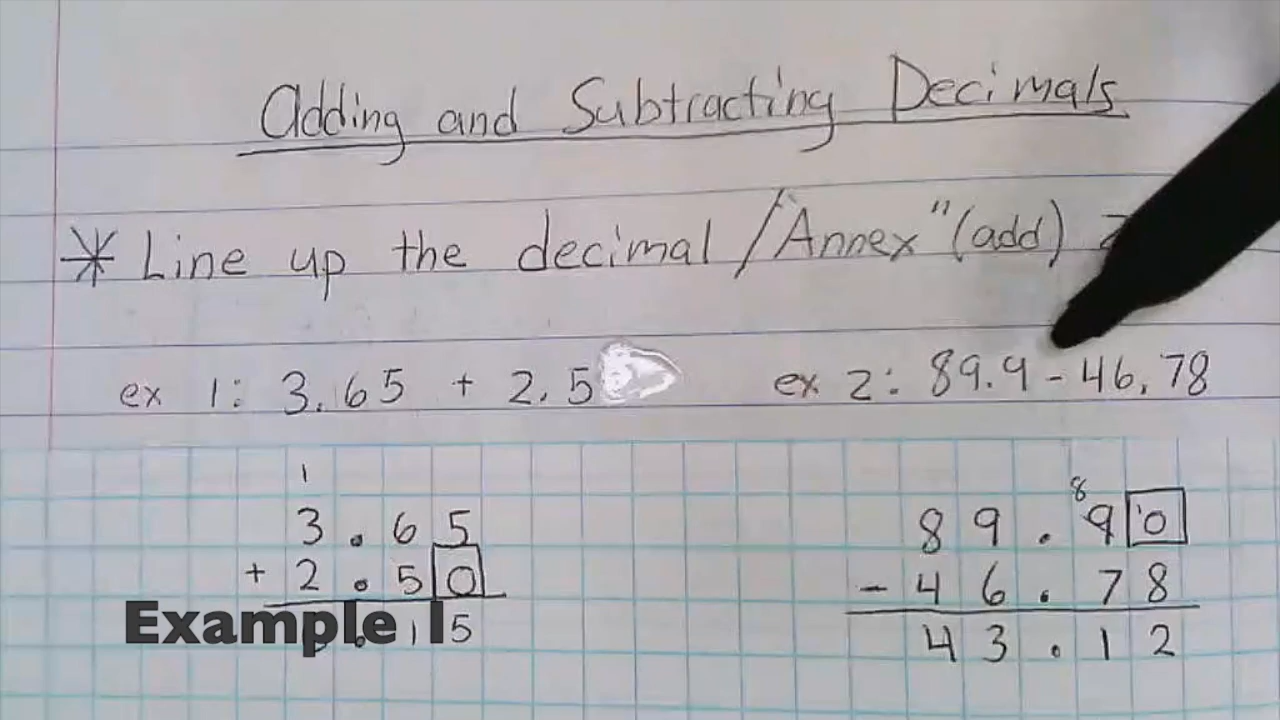 Adding and Subtracting Decimals
* Line up the decimal / Annex" (add)
ex 1: 3.65 + 2.5
ex 2: 89.9 - 46.78
1
3.65
+ 2.50
.15
8
89.90
- 46.78
43.12
Example 1